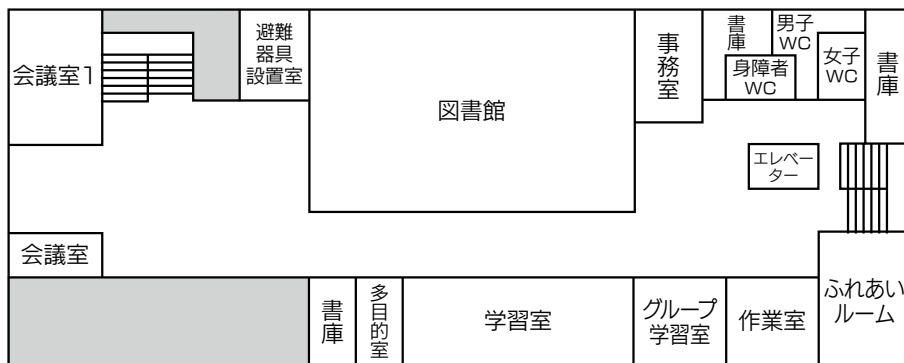 会議室1
避難
器具
設置室
図書館
事務室
書庫
男子
WC
身障者
WC
女子
WC
書庫
エレベー
ター
会議室
書庫
多目的室
学習室
グループ
学習室
作業室
ふれあい
ルーム